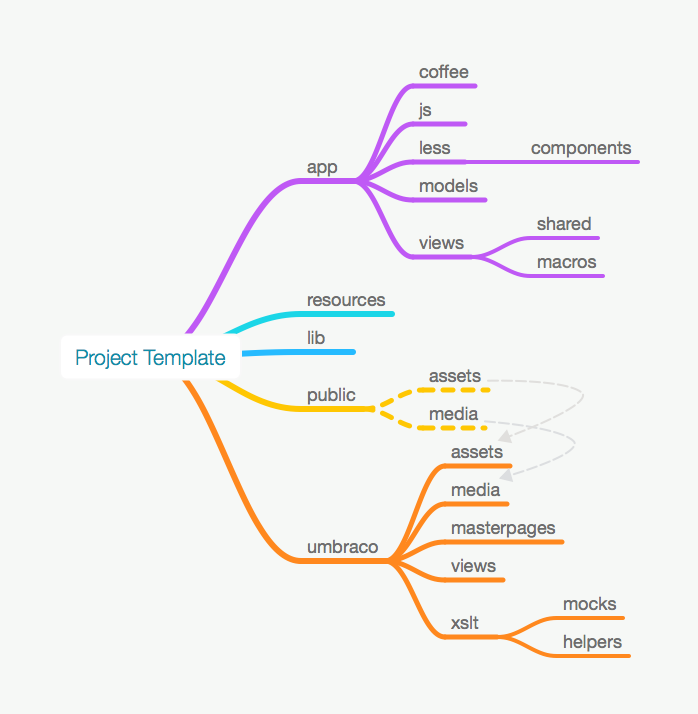 coffee
js
less
components
app
models
views
shared
macros
resources
lib
Project Template
public
assets
media
assets
media
masterpages
umbraco
views
xslt
mocks
helpers